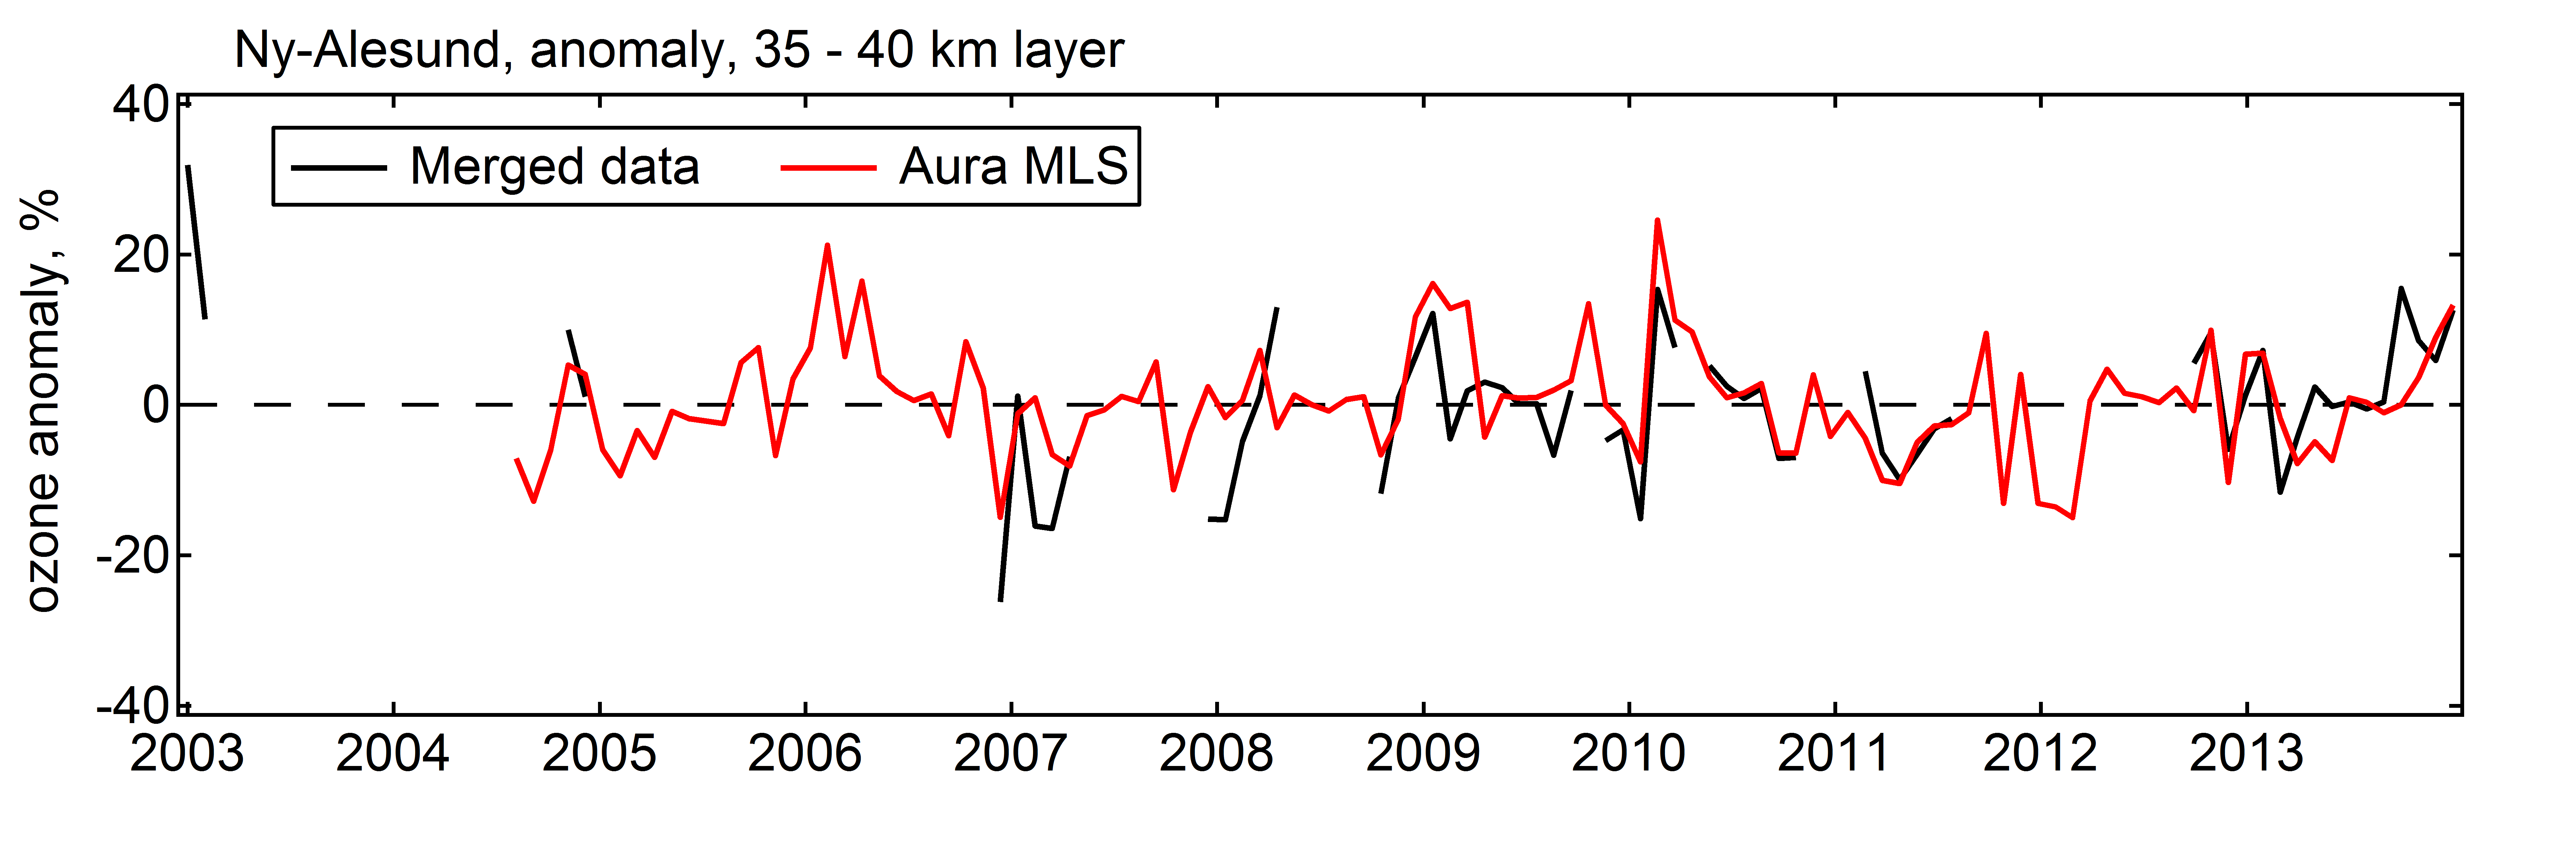 Ny-Alesund, anomaly, 35 - 40 km layer
40
20
0
-20
-40
ozone anomaly, %
Merged data
Aura MLS
2003 2004 2005 2006 2007 2008 2009 2010 2011 2012 2013